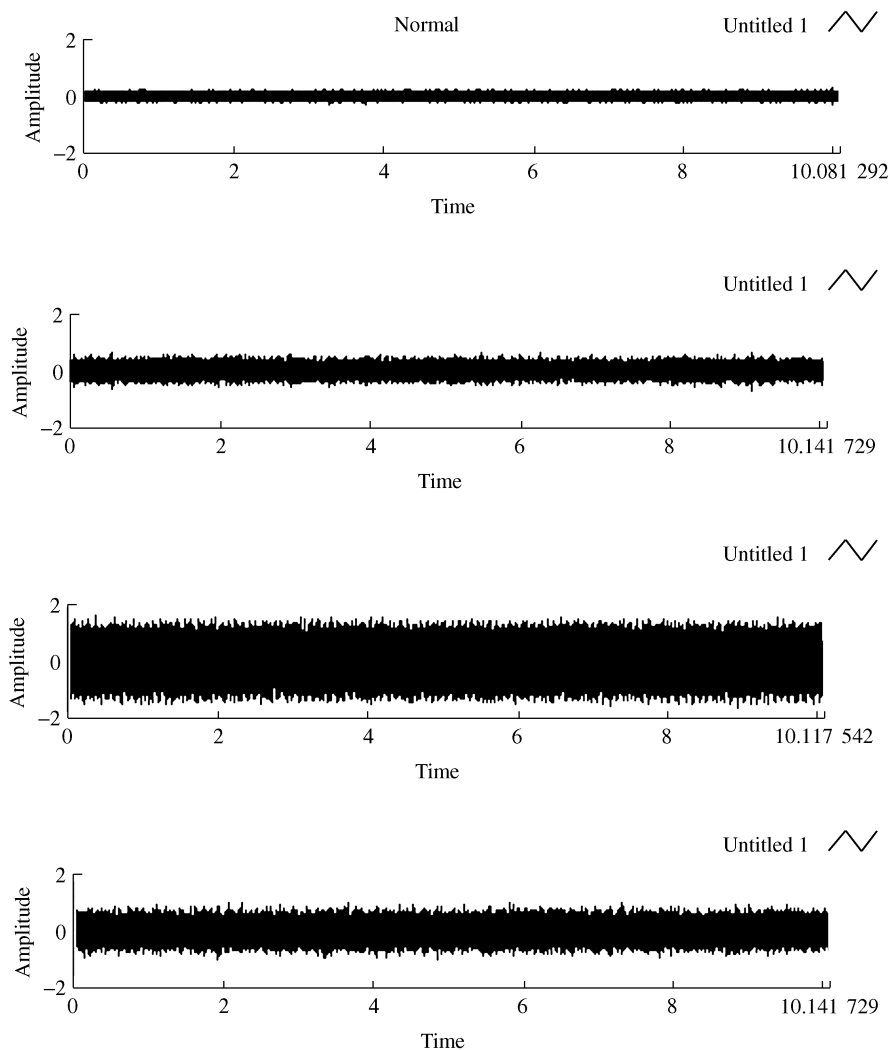 Normal
Untitled 1
2
Amplitude
0
−2
0 2 4 6 8 10.081 292
Time
Untitled 1
2
Amplitude
0
−2
0 2 4 6 8 10.141 729
Time
Untitled 1
2
Amplitude
0
−2
0 2 4 6 8 10.117 542
Time
Untitled 1
2
Amplitude
0
−2
0 2 4 6 8 10.141 729
Time